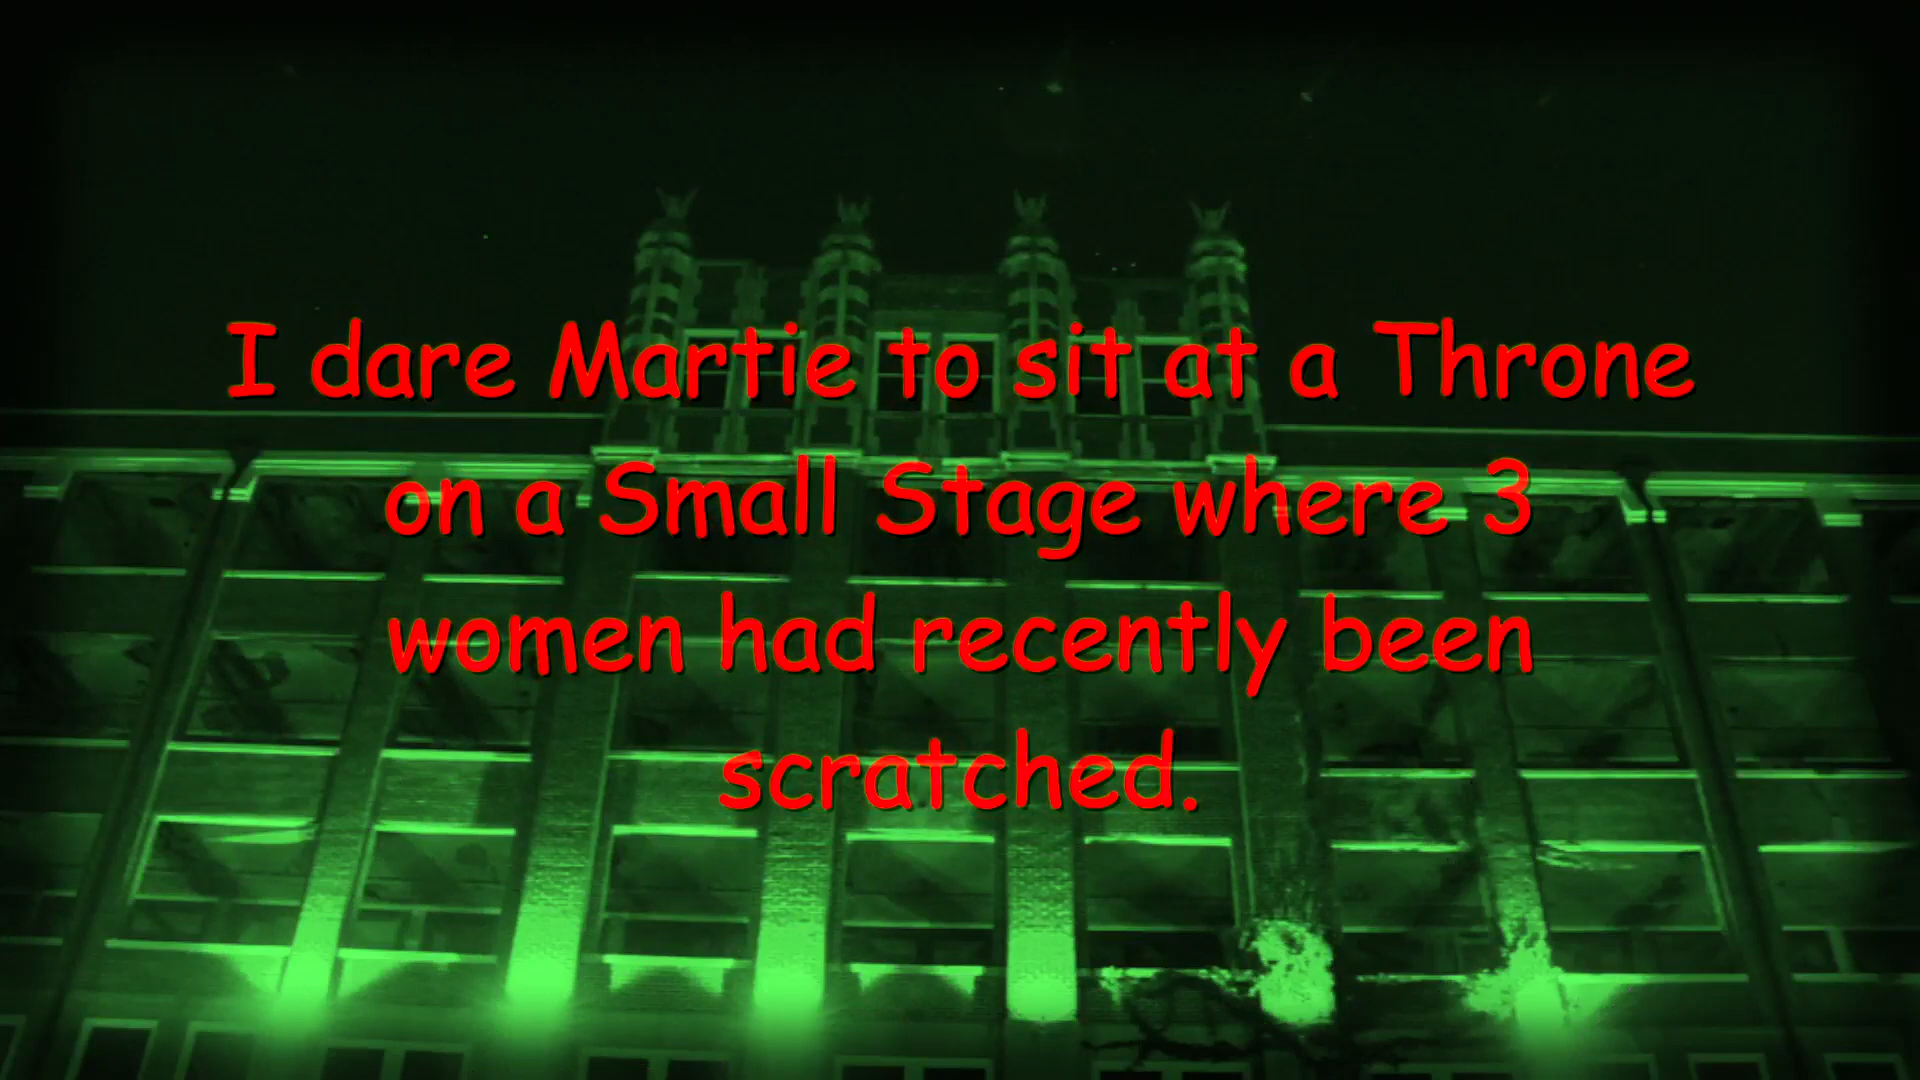 I dare Martie to sit at a Throne
on a Small Stage where 3
women had recently been
scratched.